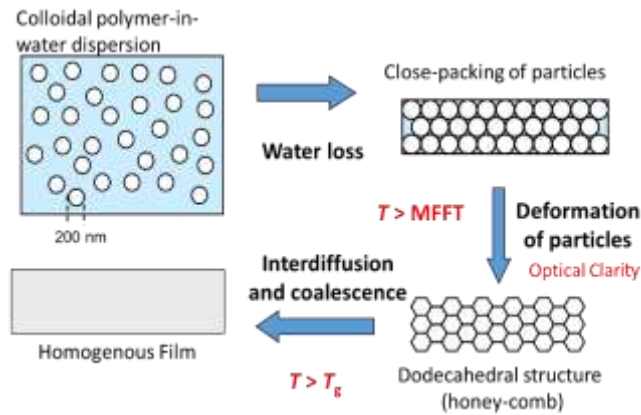 Colloidal polymer-in-
water dispersion
200 nm
Water loss
Close-packing of particles
T > MFFT
Deformation
of particles
Optical Clarity
Dodecahedral structure
(honey-comb)
Interdiffusion
and coalescence
T > Tg
Homogenous Film